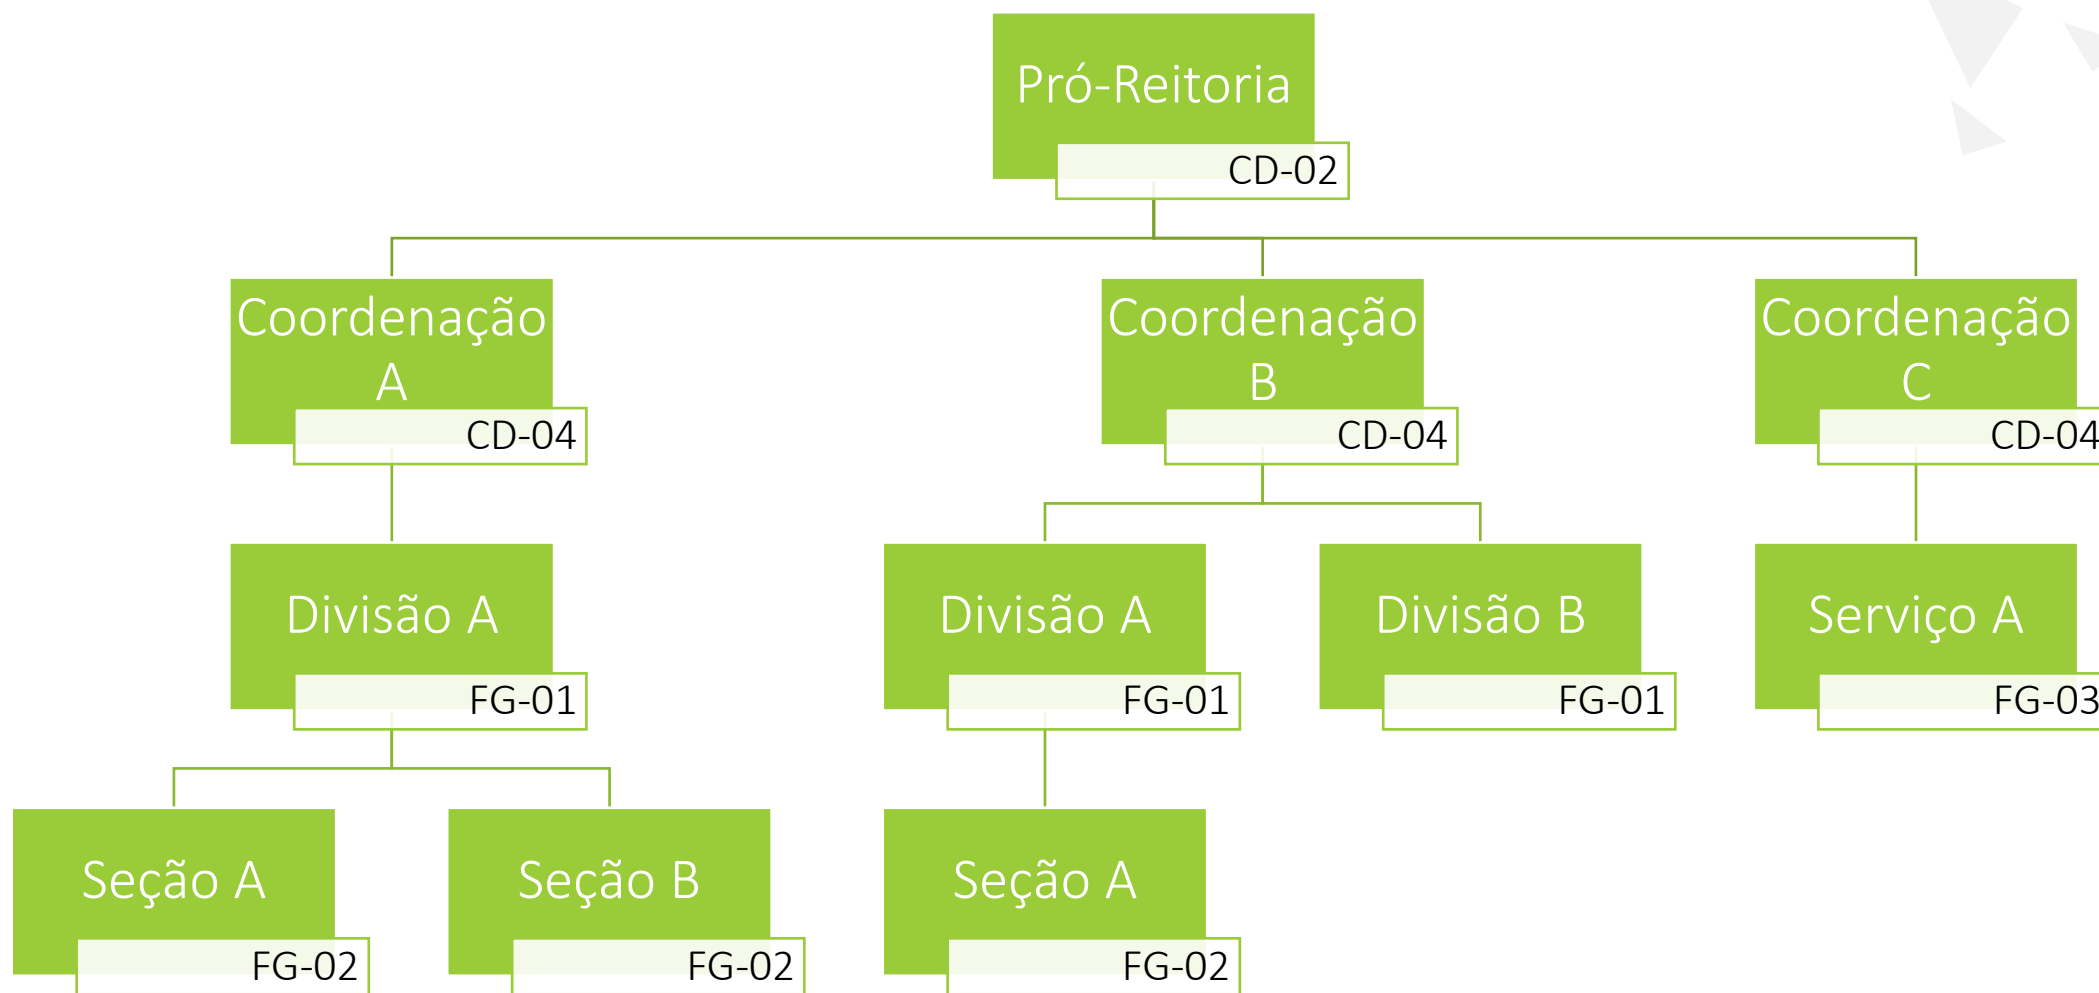 Pró-Reitoria
CD-02
Coordenação
A
CD-04
Coordenação
B
CD-04
Coordenação
C
CD-04
Divisão A
FG-01
Divisão A
FG-01
Divisão B
FG-01
Serviço A
FG-03
Seção A
FG-02
Seção B
FG-02
Seção A
FG-02